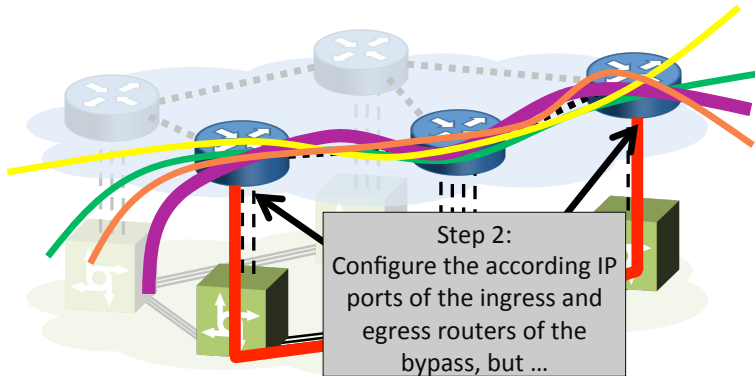 Step 2:
Configure the according IP
ports of the ingress and
egress routers of the
bypass, but ...